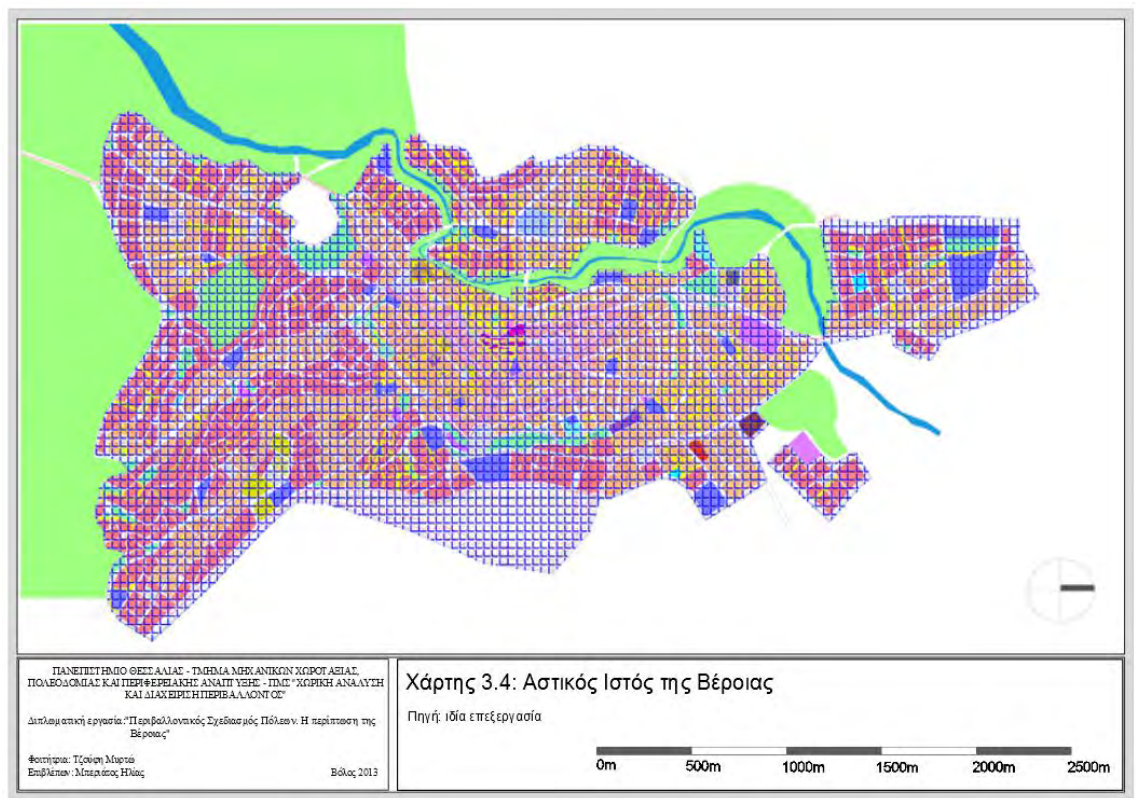 ΠΑΝΕΠΙΣΤΗΜΙΟ ΘΕΣΣΑΛΙΑΣ - ΤΜΗΜΑ ΜΗΧΑΝΙΚΩΝ ΧΩΡΟΤΑΞΙΑΣ,
ΠΟΛΕΟΔΟΜΙΑΣ ΚΑΙ ΠΕΡΙΦΕΡΕΙΑΚΗΣ ΑΝΑΠΤΥΞΗΣ - ΠΜΣ "ΧΩΡΙΚΗ ΑΝΑΛΥΣΗ
ΚΑΙ ΔΙΑΧΕΙΡΙΣΗ ΠΕΡΙΒΑΛΛΟΝΤΟΣ"
Διπλωματική εργασία:"Περιβαλλοντικός Σχεδιασμός Πόλεων. Η περίπτωση της
Βέροιας"
Φοιτήτρια: Τζούφη Μυρτώ
Επιβλέπων: Μπεριάτος Ηλίας
Βόλος 2013
Χάρτης 3.4: Αστικός Ιστός της Βέροιας
Πηγή: ιδία επεξεργασία
0m 500m 1000m 1500m 2000m 2500m